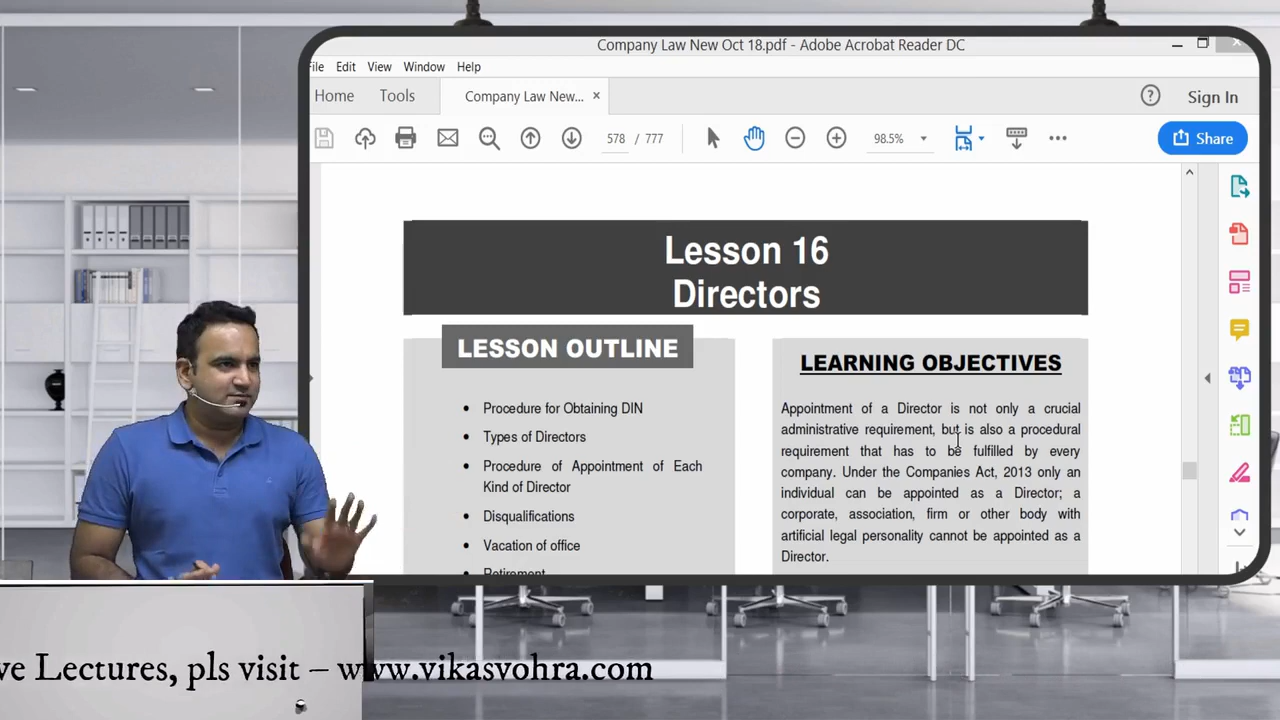 Company Law New Oct 18.pdf - Adobe Acrobat Reader DC
File Edit View Window Help
Home Tools Company Law New... × Sign In
578 / 777 98.5% Share
Lesson 16
Directors
LESSON OUTLINE
• Procedure for Obtaining DIN
• Types of Directors
• Procedure of Appointment of Each
Kind of Director
• Disqualifications
• Vacation of office
• Retirement
LEARNING OBJECTIVES
Appointment of a Director is not only a crucial
administrative requirement, but is also a procedural
requirement that has to be fulfilled by every
company. Under the Companies Act, 2013 only an
individual can be appointed as a Director; a
corporate, association, firm or other body with
artificial legal personality cannot be appointed as a
Director.
ve Lectures, pls visit – www.vikasvohra.com